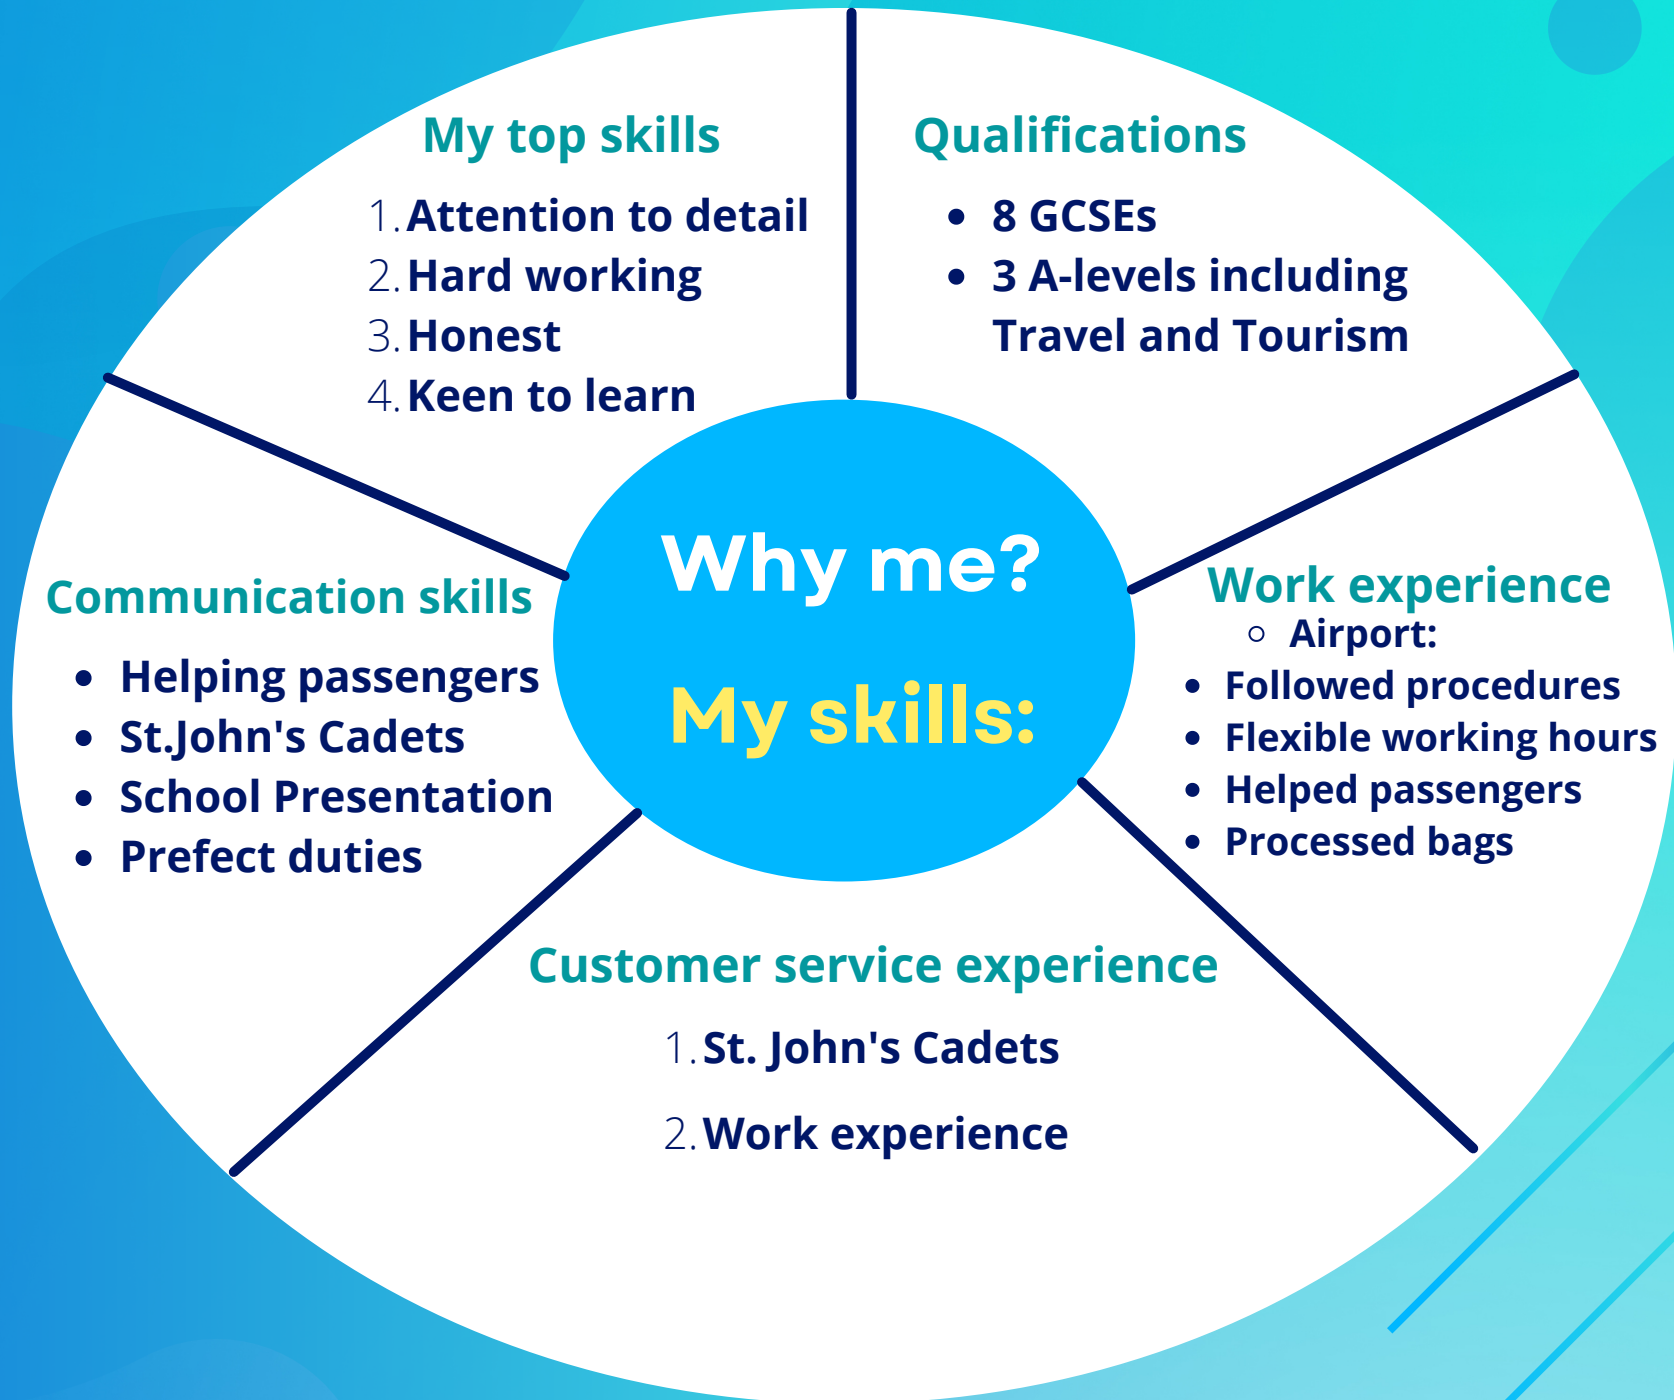 My top skills
1. Attention to detail
2. Hard working
3. Honest
4. Keen to learn
Qualifications
• 8 GCSEs
• 3 A-levels including
Travel and Tourism
Why me?
My skills:
Communication skills
• Helping passengers
• St.John's Cadets
• School Presentation
• Prefect duties
Work experience
◦ Airport:
• Followed procedures
• Flexible working hours
• Helped passengers
• Processed bags
Customer service experience
1. St. John's Cadets
2. Work experience